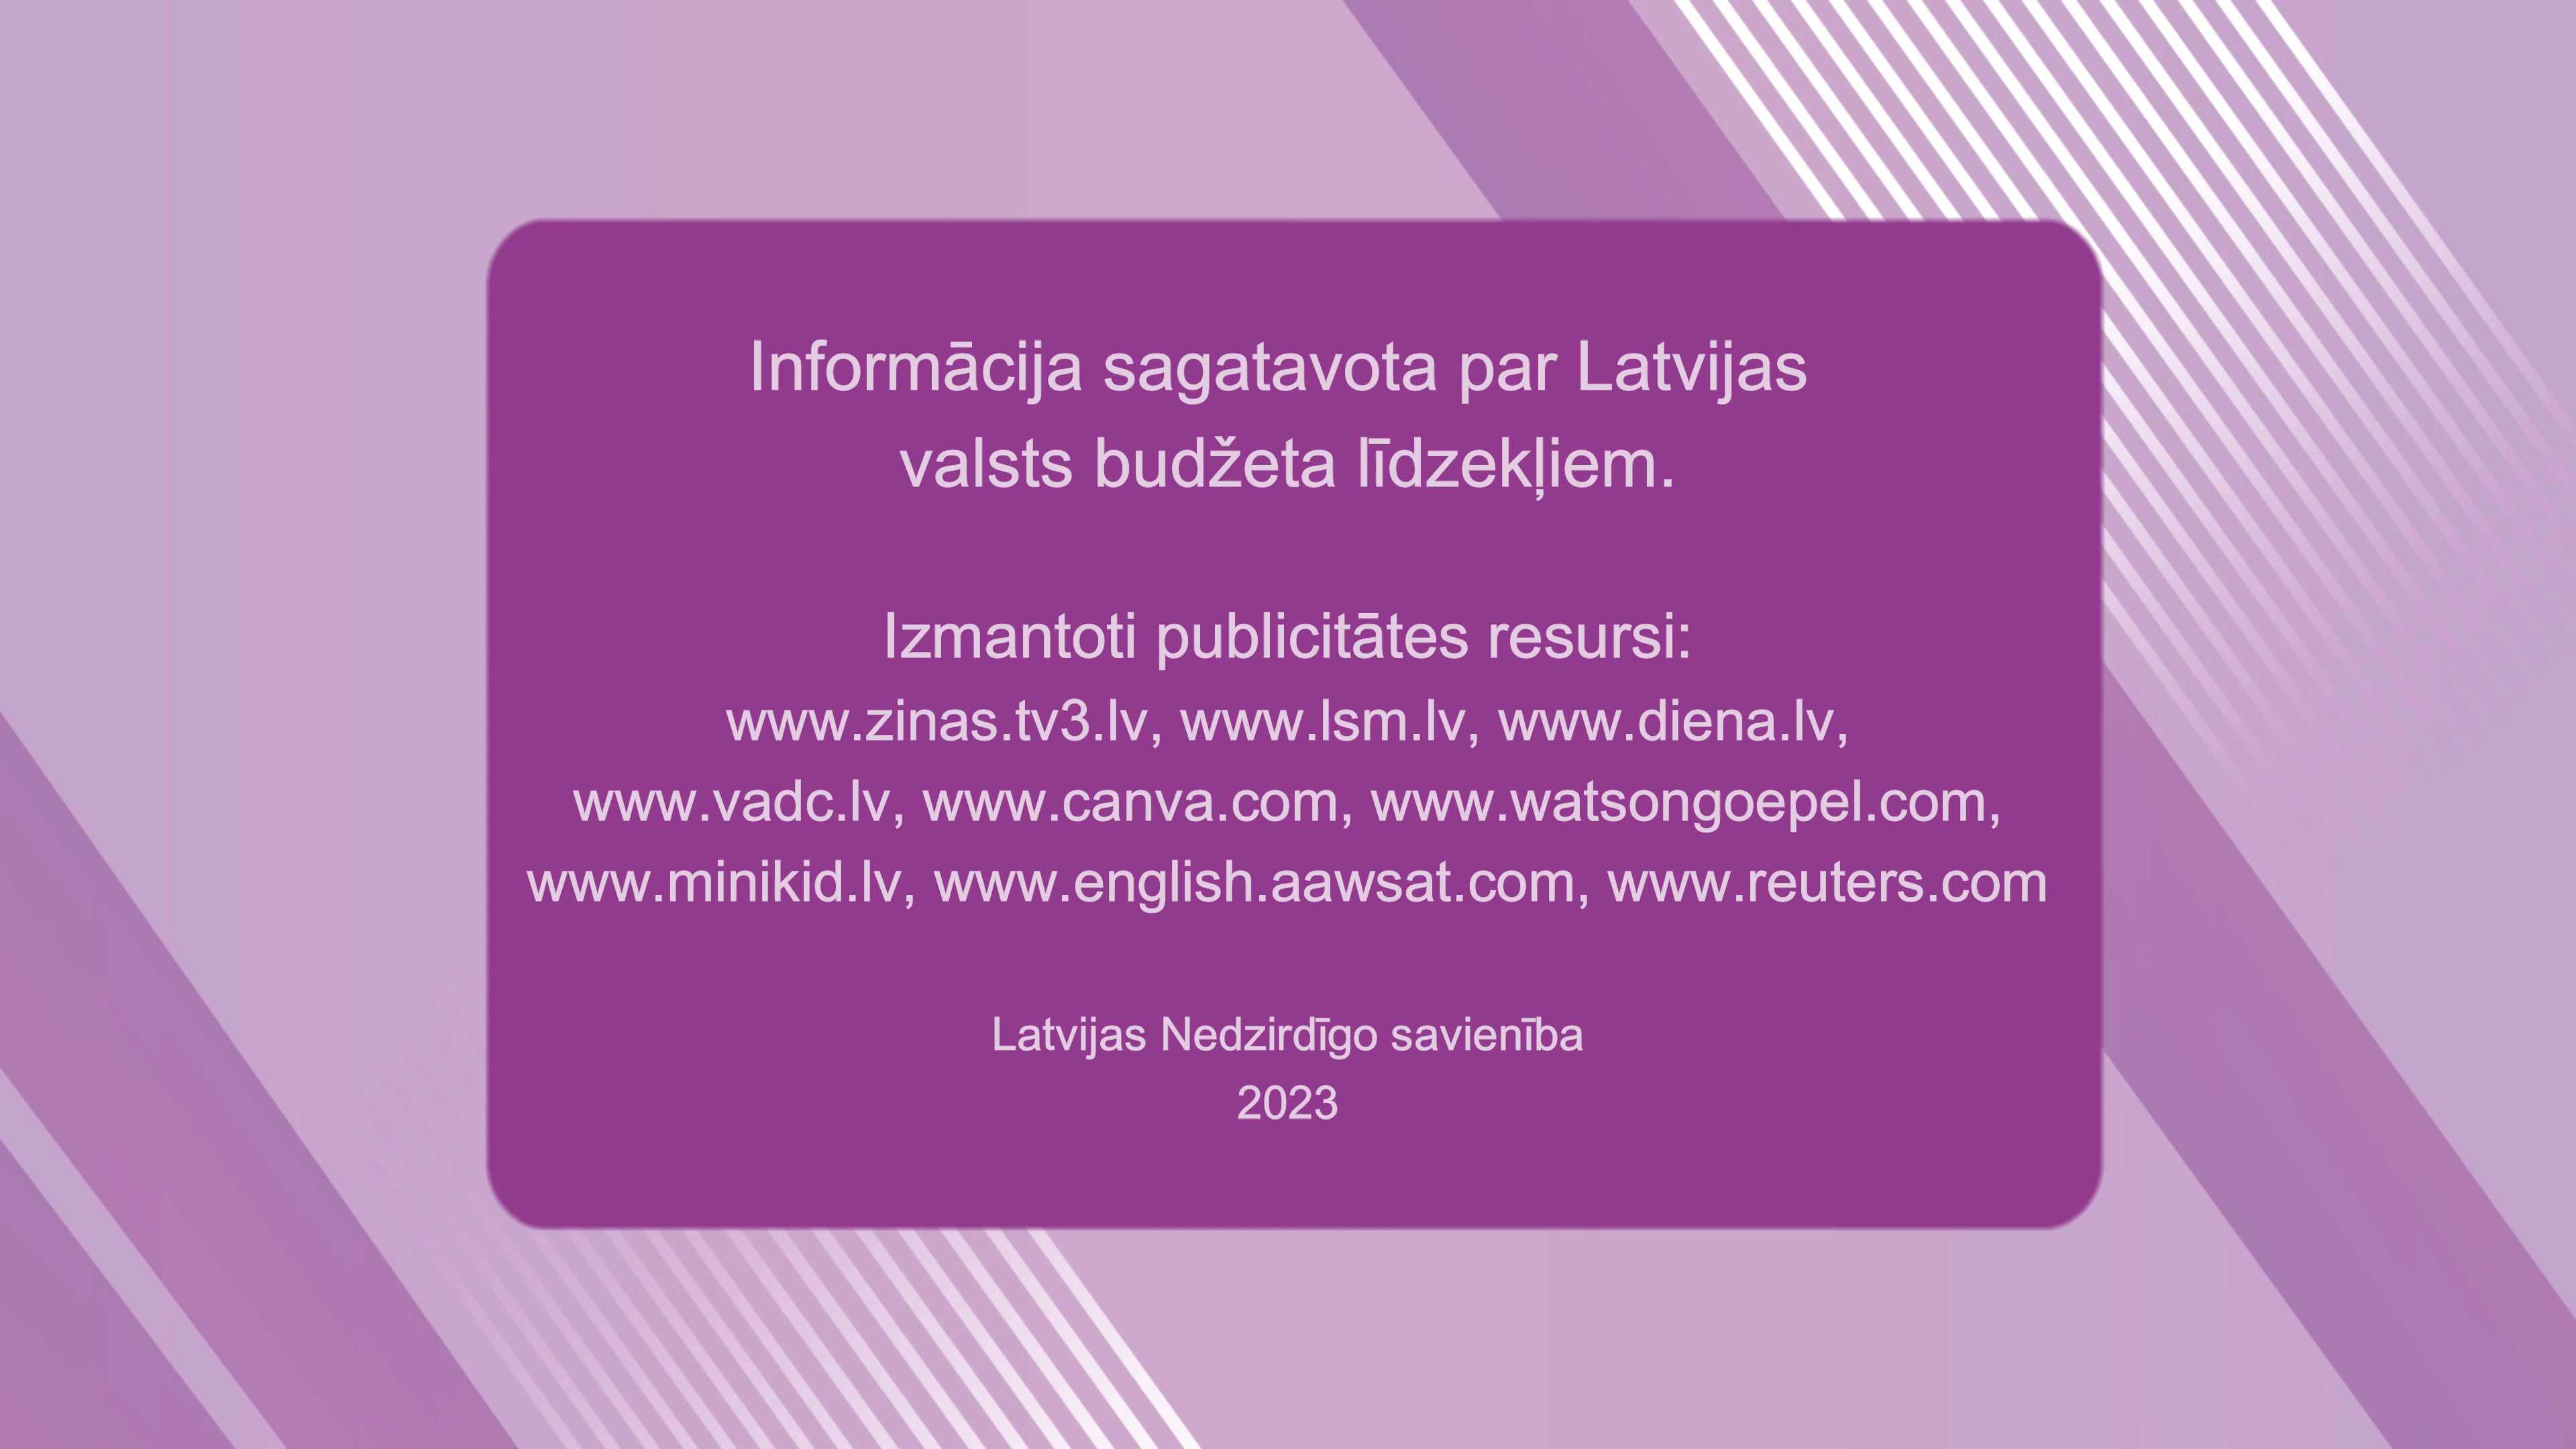 Informācija sagatavota par Latvijas
valsts budžeta līdzekļiem.
Izmantoti publicitātes resursi:
www.zinas.tv3.lv, www.lsm.lv, www.diena.lv,
www.vadc.lv, www.canva.com, www.watsongoepel.com,
www.minikid.lv, www.english.aawsat.com, www.reuters.com
Latvijas Nedzirdīgo savienība
2023